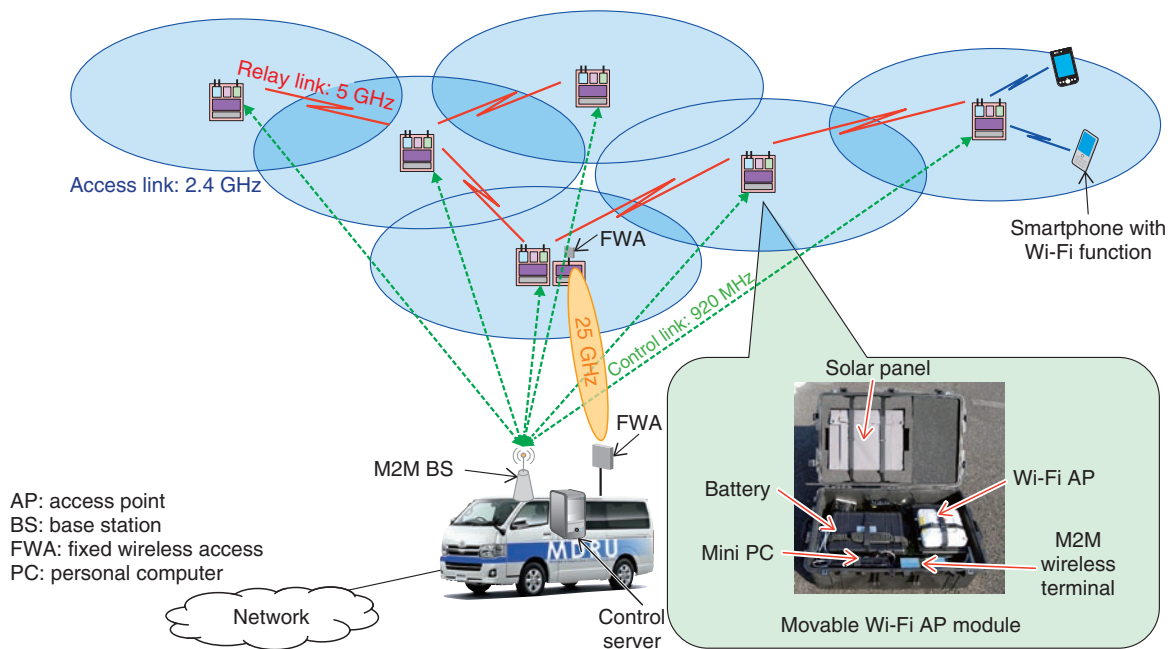 Relay link: 5 GHz
Access link: 2.4 GHz
FWA
Smartphone with
Wi-Fi function
25 GHz
Control link: 920 MHz
FWA
M2M BS
MDRU
Control
server
Network
AP: access point
BS: base station
FWA: fixed wireless access
PC: personal computer
Solar panel
Battery
Wi-Fi AP
Mini PC
M2M
wireless
terminal
Movable Wi-Fi AP module